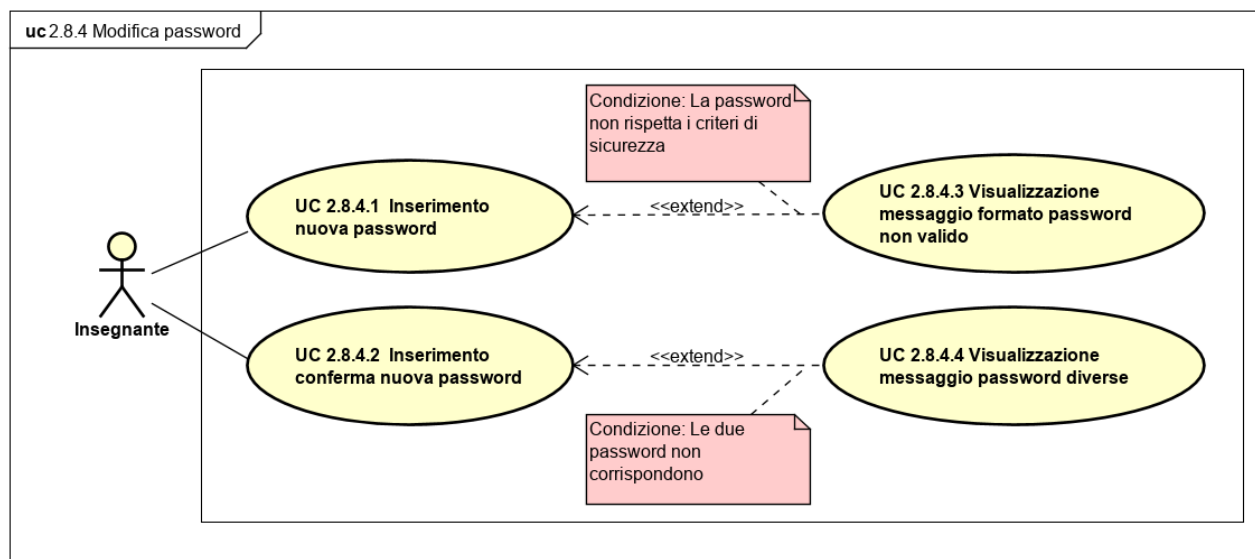 uc 2.8.4 Modifica password
Condizione: La password
non rispetta i criteri di
sicurezza
UC 2.8.4.1 Inserimento
nuova password
<<extend>>
UC 2.8.4.3 Visualizzazione
messaggio formato password
non valido
Insegnante
UC 2.8.4.2 Inserimento
conferma nuova password
<<extend>>
UC 2.8.4.4 Visualizzazione
messaggio password diverse
Condizione: Le due
password non
corrispondono